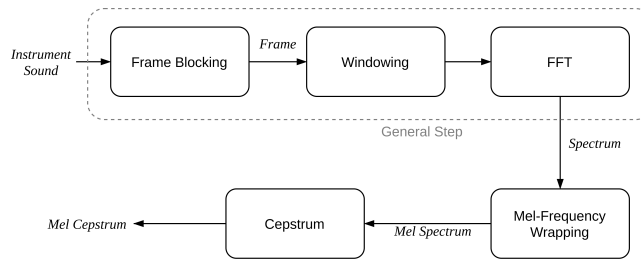 Instrument
Sound
Frame Blocking
Frame
Windowing
FFT
General Step
Spectrum
Mel-Frequency
Wrapping
Mel Spectrum
Cepstrum
Mel Cepstrum